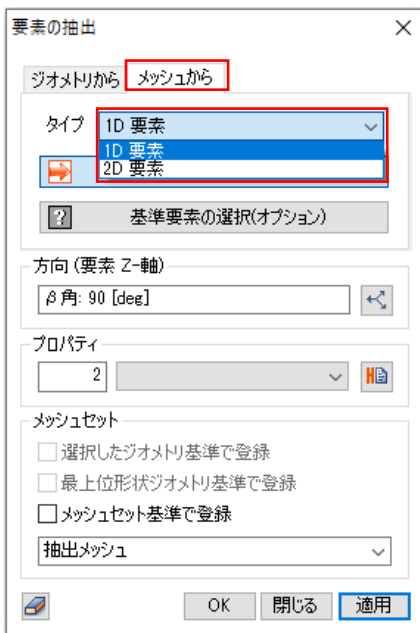 要素の抽出
ジオメトリから メッシュから
タイプ 1D 要素
1D 要素
2D 要素
基準要素の選択(オプション)
方向 (要素 Z-軸)
β角: 90 [deg]
プロパティ
2
メッシュセット
選択したジオメトリ基準で登録
最上位形状ジオメトリ基準で登録
メッシュセット基準で登録
抽出メッシュ
OK 閉じる 適用